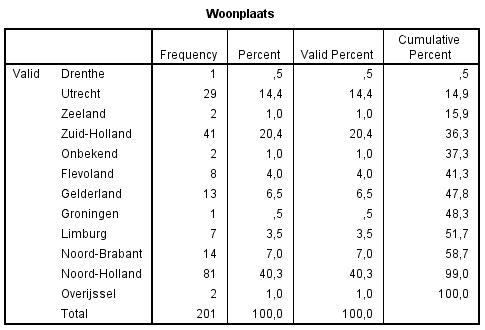 Woonplaats
Frequency Percent Valid Percent Cumulative Percent
Valid Drenthe 1 ,5 ,5 ,5
Utrecht 29 14,4 14,4 14,9
Zeeland 2 1,0 1,0 15,9
Zuid-Holland 41 20,4 20,4 36,3
Onbekend 2 1,0 1,0 37,3
Flevoland 8 4,0 4,0 41,3
Gelderland 13 6,5 6,5 47,8
Groningen 1 ,5 ,5 48,3
Limburg 7 3,5 3,5 51,7
Noord-Brabant 14 7,0 7,0 58,7
Noord-Holland 81 40,3 40,3 99,0
Overijssel 2 1,0 1,0 100,0
Total 201 100,0 100,0